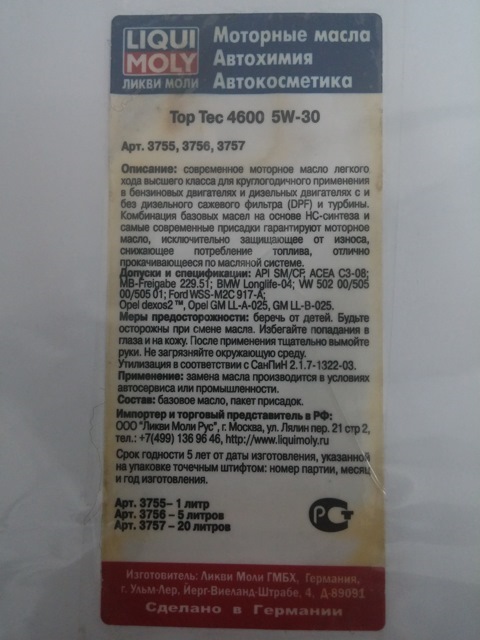 LIQUI
MOLY
ЛИКВИ МОЛИ
Моторные масла
Автохимия
Автокосметика
Top Tec 4600 5W-30
Арт. 3755, 3756, 3757
Описание: современное моторное масло легкого
хода высшего класса для круглогодичного применения
в бензиновых двигателях и дизельных двигателях с и
без дизельного сажевого фильтра (DPF) и турбины.
Комбинация базовых масел на основе НС-синтеза и
самые современные присадки гарантируют моторное
масло, исключительно защищающее от износа,
снижающее потребление топлива, отлично
прокачивающееся по масляной системе.
Допуски и спецификации: API SM/CF, ACEA C3-08;
MB-Freigabe 229.51; BMW Longlife-04; VW 502 00/505
00/505 01; Ford WSS-M2C 917-A;
Opel dexos2 ™, Opel GM LL-A-025, GM LL-B-025.
Меры предосторожности: беречь от детей. Будьте
осторожны при смене масла. Избегайте попадания в
глаза и на кожу. После применения тщательно вымойте
руки. Не загрязняйте окружающую среду.
Утилизация в соответствии с СанПиН 2.1.7-1322-03.
Применение: замена масла производится в условиях
автосервиса или промышленности.
Состав: базовое масло, пакет присадок.
Импортер и торговый представитель в РФ:
ООО "Ликви Моли Рус", г. Москва, ул. Лялин пер. 21 стр 2,
тел.: +7(499) 136 96 46, http://www.liquimoly.ru
Срок годности 5 лет от даты изготовления, указанной
на упаковке точечным штифтом: номер партии, месяц
и год изготовления.
Арт. 3755– 1 литр
Арт. 3756 – 5 литров
Арт. 3757 – 20 литров
РСТ
Изготовитель: Ликви Моли ГМБХ, Германия,
г. Ульм-Лер, Йерг-Виеланд-Штрабе, 4, Д-89091
Сделано в Германии